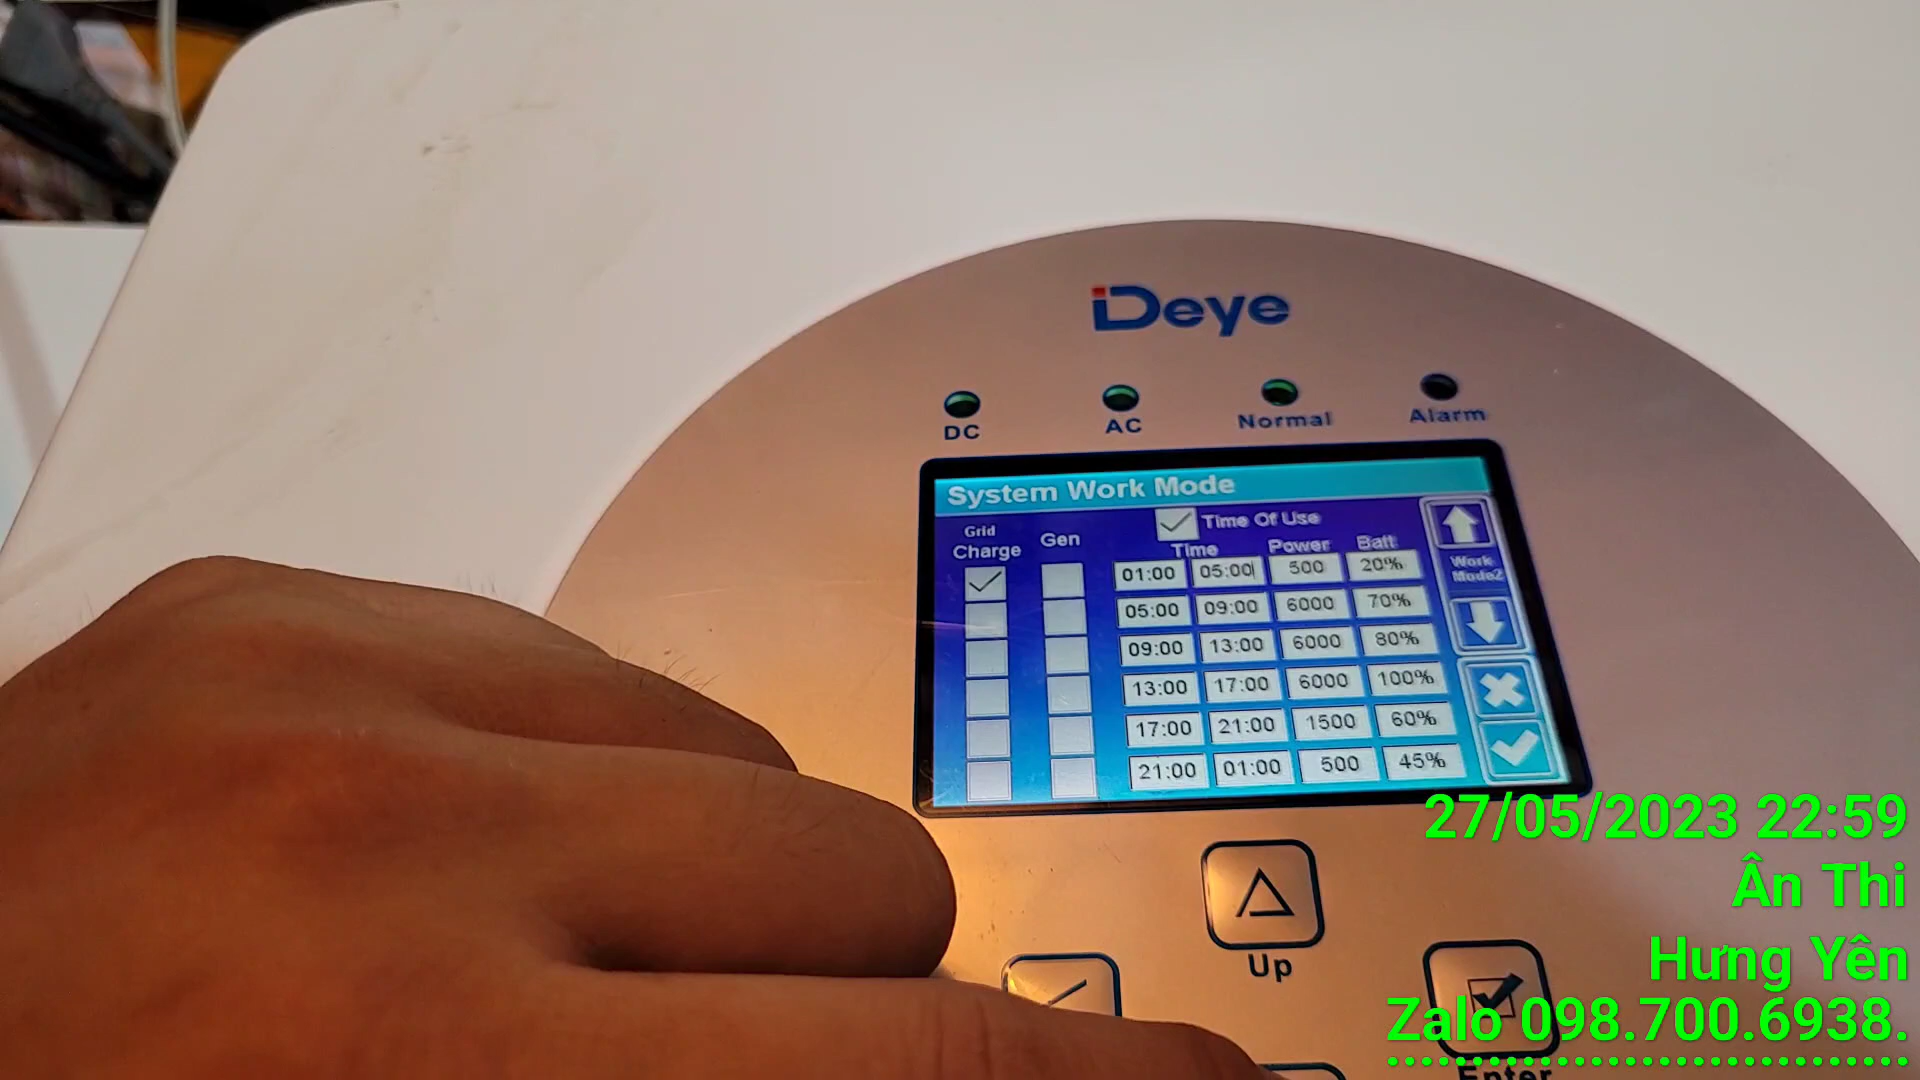 Deye
DC AC Normal Alarm
System Work Mode
Grid Charge Gen Time Of Use
Time Power Batt
01:00 05:00 500 20%
05:00 09:00 6000 70%
09:00 13:00 6000 80%
13:00 17:00 6000 100%
17:00 21:00 1500 60%
21:00 01:00 500 45%
Work
Mode2
Up
Enter
27/05/2023 22:59
Ân Thi
Hưng Yên
Zalo 098.700.6938.